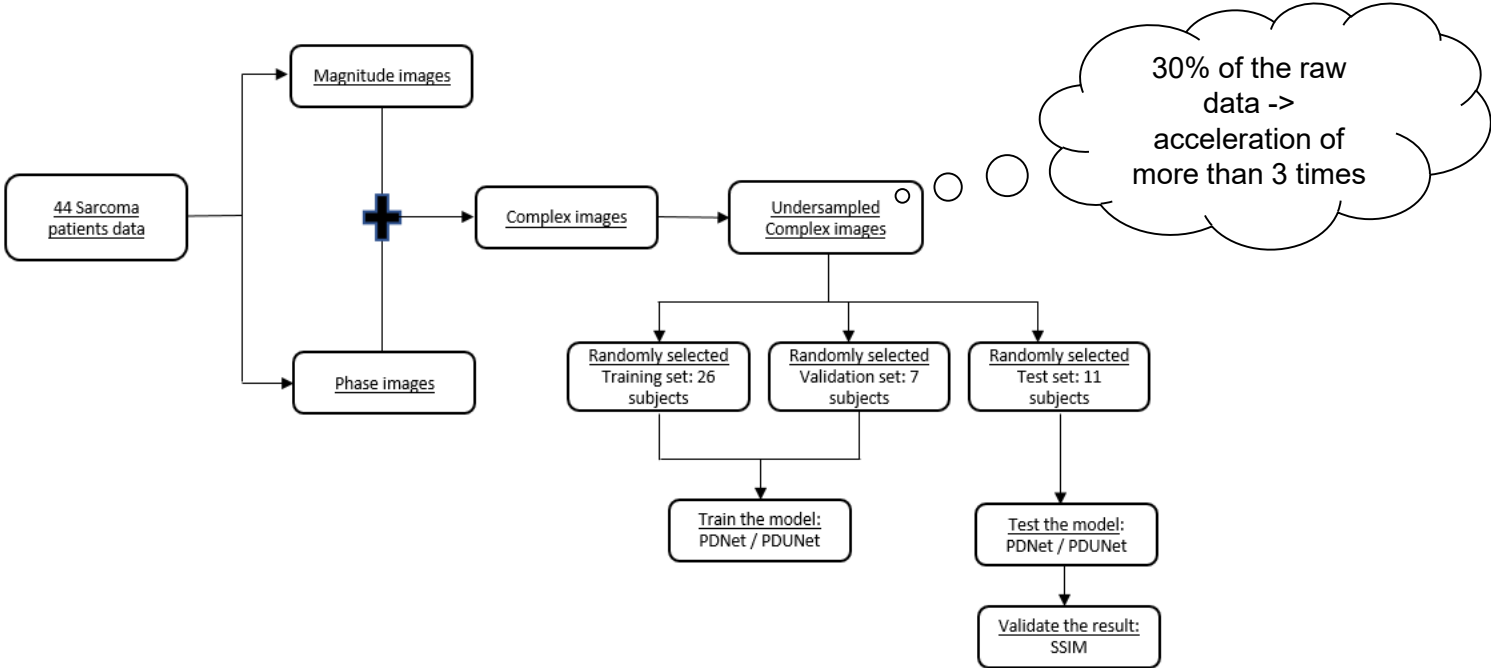 Magnitude images
30% of the raw
data ->
acceleration of
more than 3 times
44 Sarcoma
patients data
Complex images
Undersampled
Complex images
Phase images
Randomly selected
Training set: 26
subjects
Randomly selected
Validation set: 7
subjects
Randomly selected
Test set: 11
subjects
Train the model:
PDNet / PDUNet
Test the model:
PDNet / PDUNet
Validate the result:
SSIM